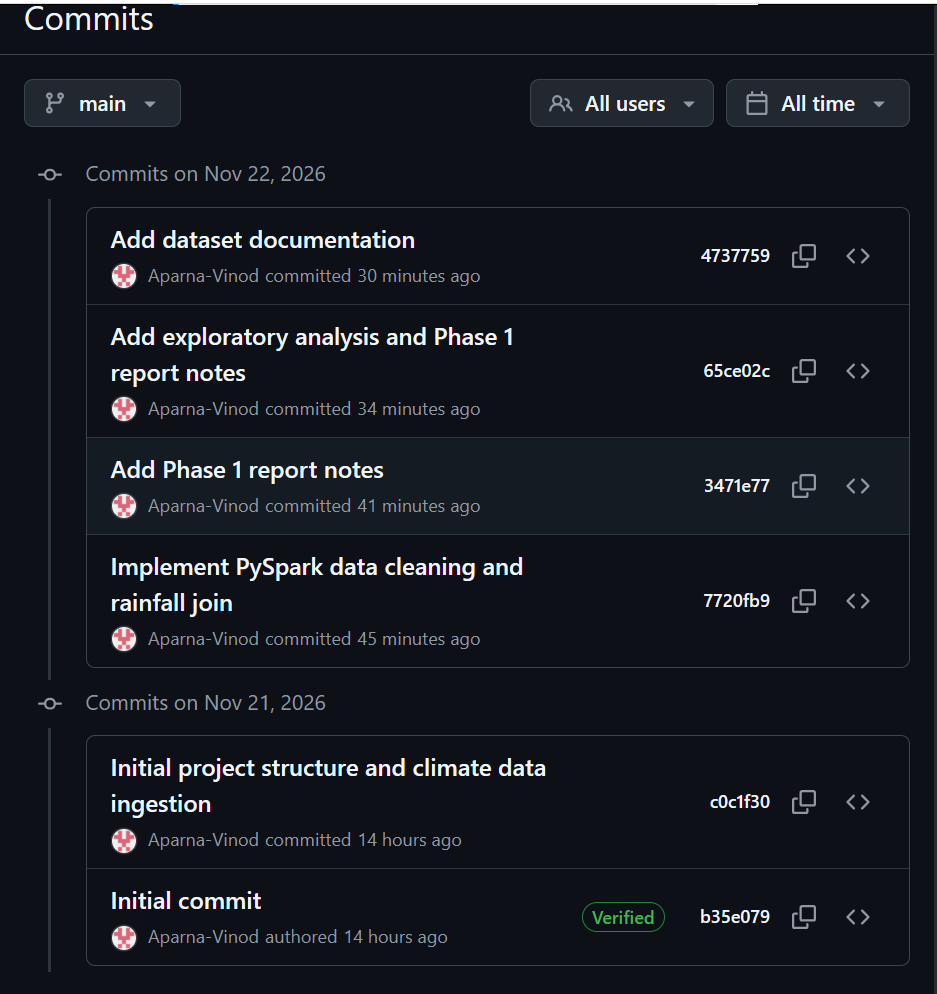 Commits
main
All users
All time
Commits on Nov 22, 2026
Add dataset documentation
4737759
Aparna-Vinod committed 30 minutes ago
Add exploratory analysis and Phase 1
report notes
65ce02c
Aparna-Vinod committed 34 minutes ago
Add Phase 1 report notes
3471e77
Aparna-Vinod committed 41 minutes ago
Implement PySpark data cleaning and
rainfall join
7720fb9
Aparna-Vinod committed 45 minutes ago
Commits on Nov 21, 2026
Initial project structure and climate data
ingestion
c0c1f30
Aparna-Vinod committed 14 hours ago
Initial commit
Verified
b35e079
Aparna-Vinod authored 14 hours ago